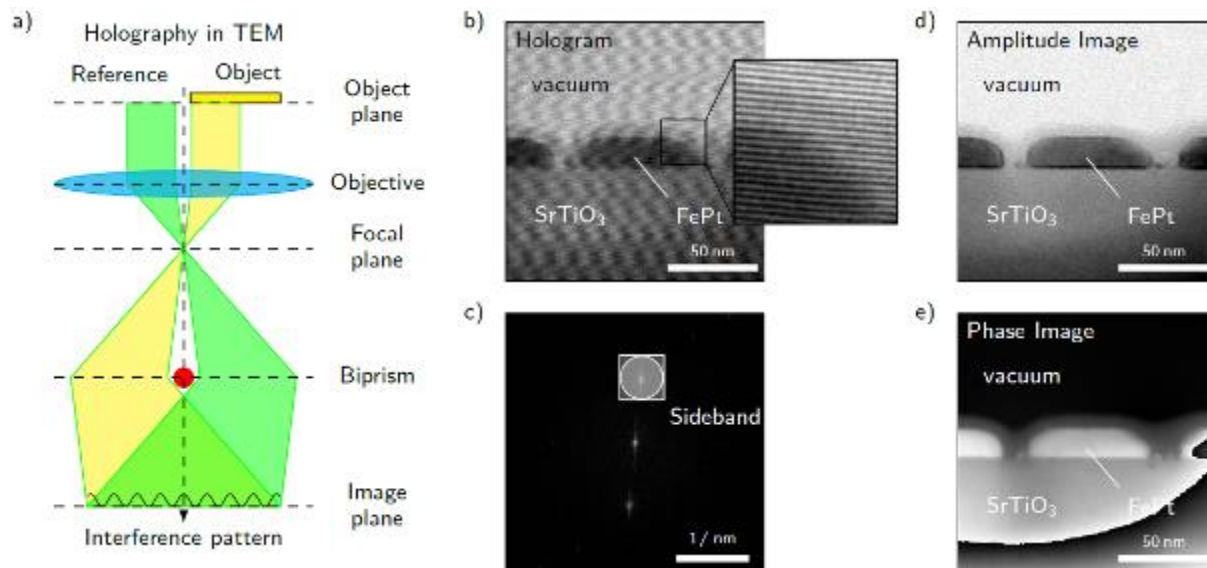 a)
Holography in TEM
Reference
Object
Object
plane
Objective
Focal
plane
Biprism
Image
plane
Interference pattern
b)
Hologram
vacuum
SrTiO₃
FePt
50 nm
c)
Sideband
1/ nm
d)
Amplitude Image
SrTiO₃
FePt
50 nm
e)
Phase Image
vacuum
SrTiO₃
FePt
50 nm